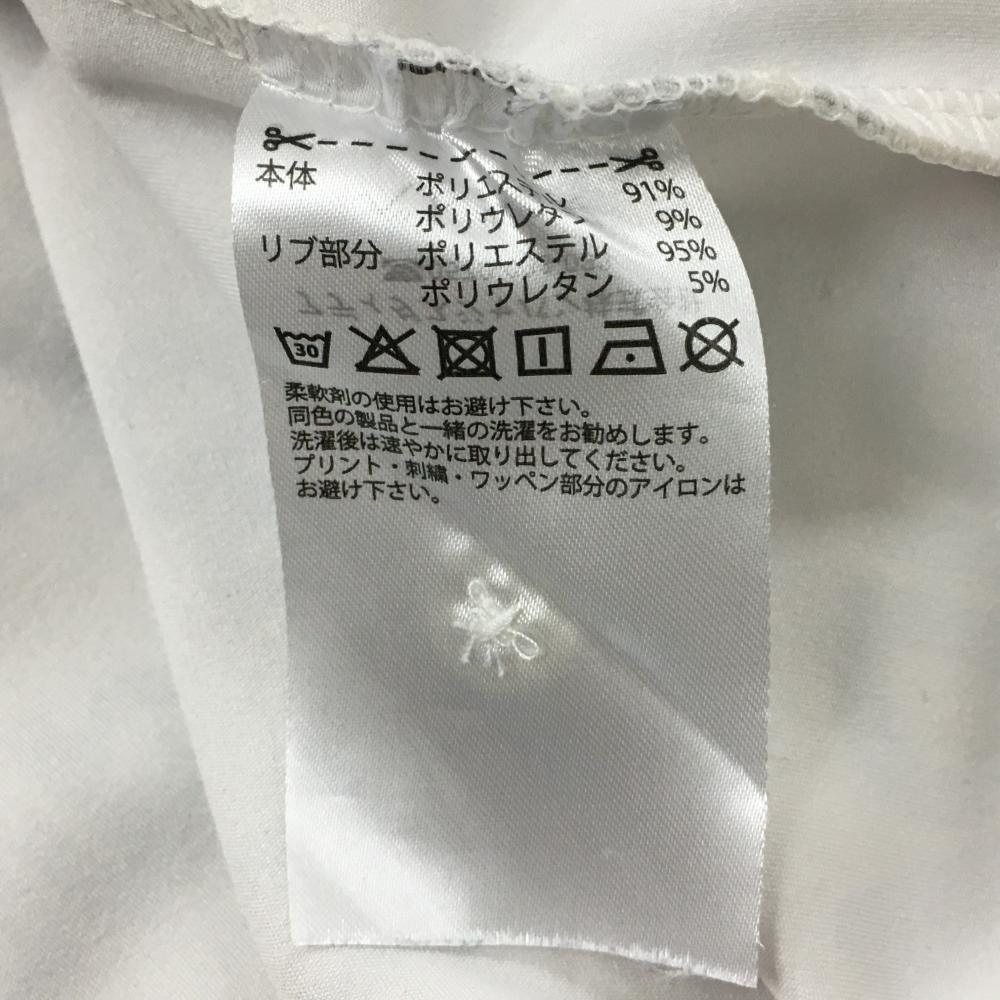 本体 ポリエステル 91%
ポリウレタン 9%
リブ部分 ポリエステル 95%
ポリウレタン 5%
30
柔軟剤の使用はお避け下さい。
同色の製品と一緒の洗濯をお勧めします。
洗濯後は速やかに取り出してください。
プリント・刺繍・ワッペン部分のアイロンは
お避け下さい。